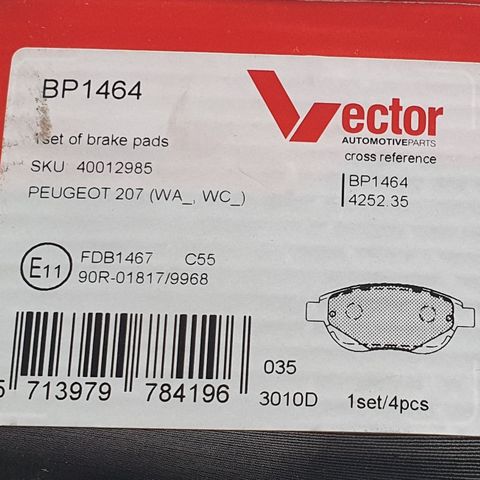 BP1464
Vector
AUTOMOTIVEPARTS
1set of brake pads
cross reference
SKU 40012985
BP1464
PEUGEOT 207 (WA_, WC_)
4252.35
E11
FDB1467 C55
90R-01817/9968
5 713979 784196
035
3010D
1set/4pcs